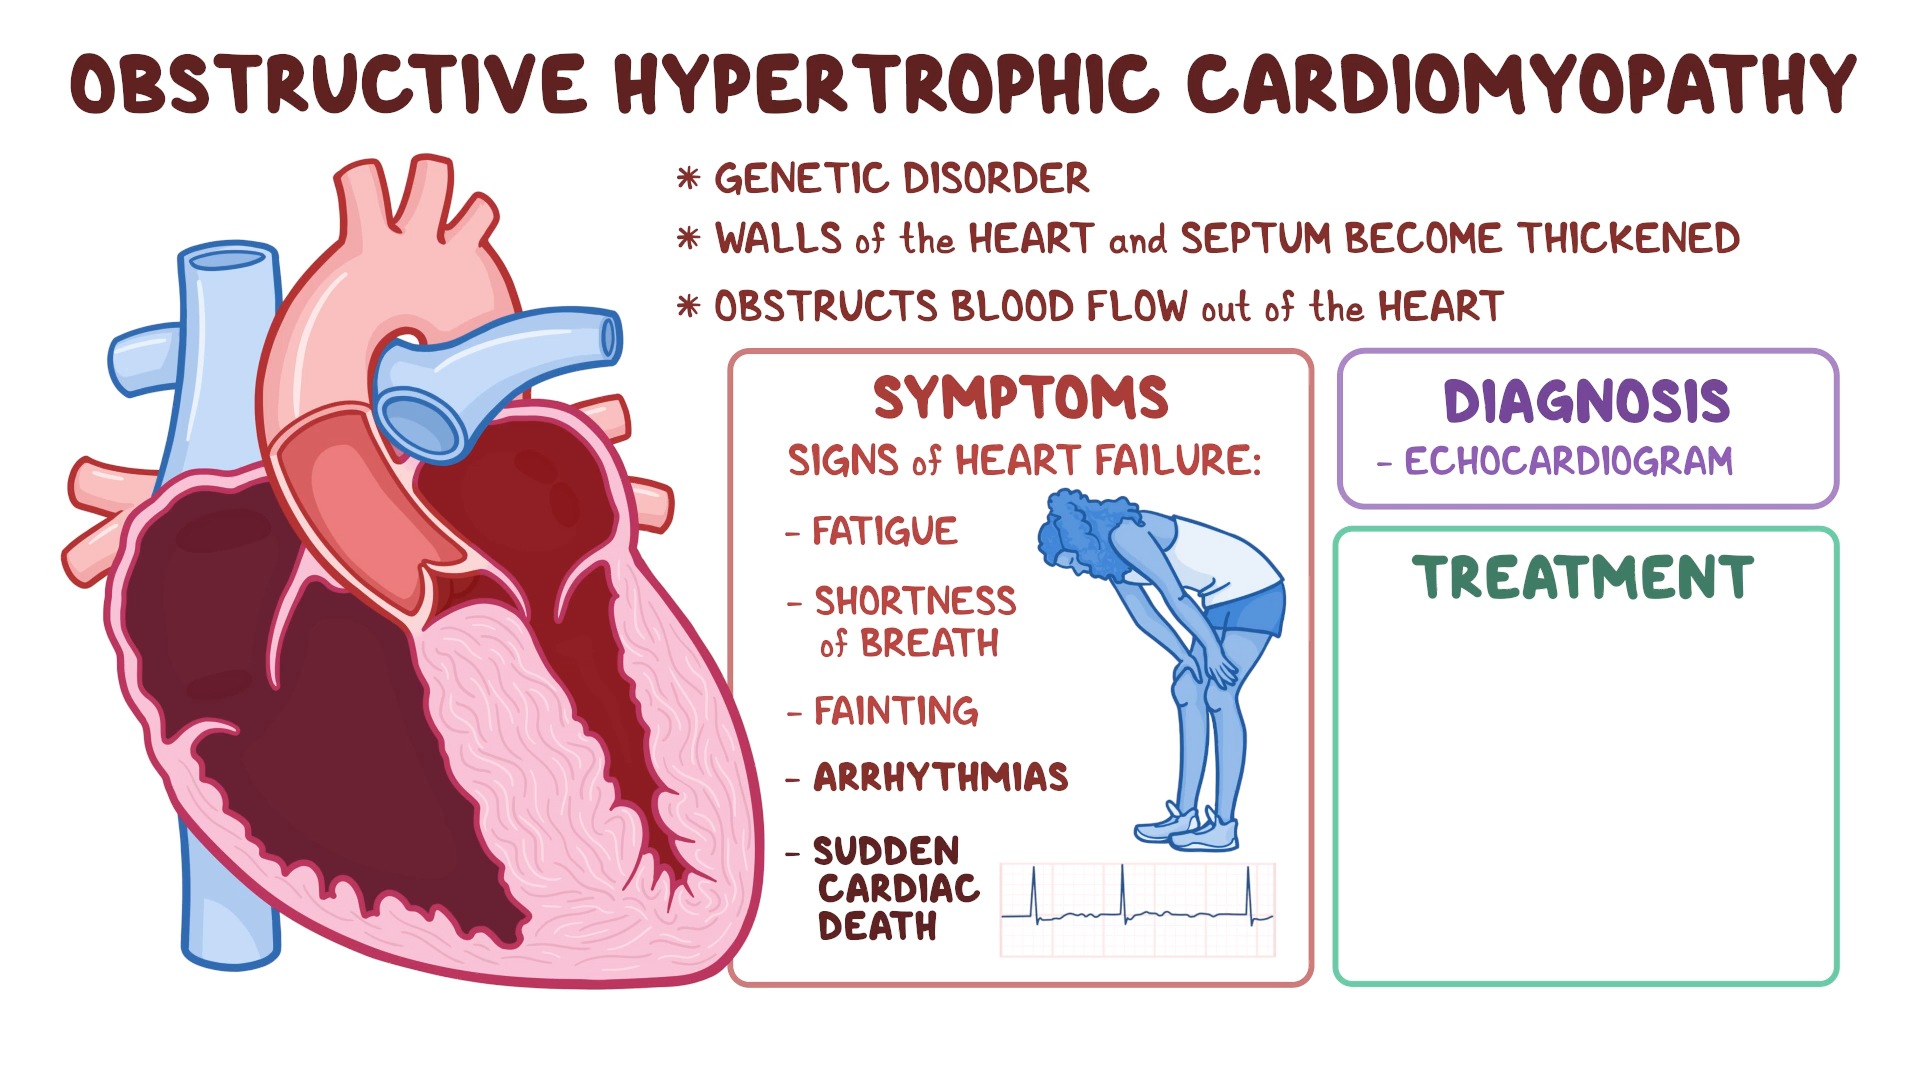 OBSTRUCTIVE HYPERTROPHIC CARDIOMYOPATHY
* GENETIC DISORDER
* WALLS of the HEART and SEPTUM BECOME THICKENED
* OBSTRUCTS BLOOD FLOW out of the HEART
SYMPTOMS
SIGNS of HEART FAILURE:
- FATIGUE
- SHORTNESS
of BREATH
- FAINTING
- ARRHYTHMIAS
- SUDDEN
CARDIAC
DEATH
DIAGNOSIS
- ECHOCARDIOGRAM
TREATMENT